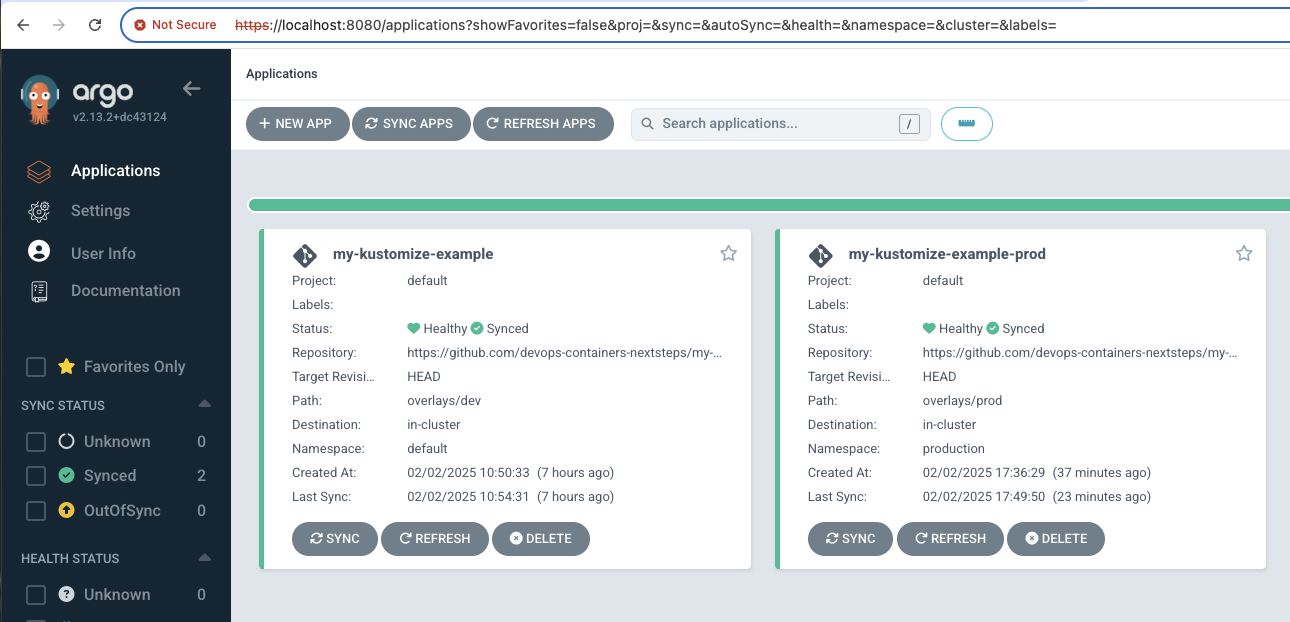 Not Secure https://localhost:8080/applications?showFavorites=false&proj=&sync=&autoSync=&health=&namespace=&cluster=&labels=
argo
v2.13.2+dc43124
Applications
Settings
User Info
Documentation
Favorites Only
SYNC STATUS
Unknown 0
Synced 2
OutOfSync 0
HEALTH STATUS
Unknown 0
Applications
+ NEW APP SYNC APPS REFRESH APPS Search applications... /
my-kustomize-example
Project: default
Labels:
Status: Healthy Synced
Repository: https://github.com/devops-containers-nextsteps/my-...
Target Revisi... HEAD
Path: overlays/dev
Destination: in-cluster
Namespace: default
Created At: 02/02/2025 10:50:33 (7 hours ago)
Last Sync: 02/02/2025 10:54:31 (7 hours ago)
SYNC REFRESH DELETE
my-kustomize-example-prod
Project: default
Labels:
Status: Healthy Synced
Repository: https://github.com/devops-containers-nextsteps/my-...
Target Revisi... HEAD
Path: overlays/prod
Destination: in-cluster
Namespace: production
Created At: 02/02/2025 17:36:29 (37 minutes ago)
Last Sync: 02/02/2025 17:49:50 (23 minutes ago)
SYNC REFRESH DELETE